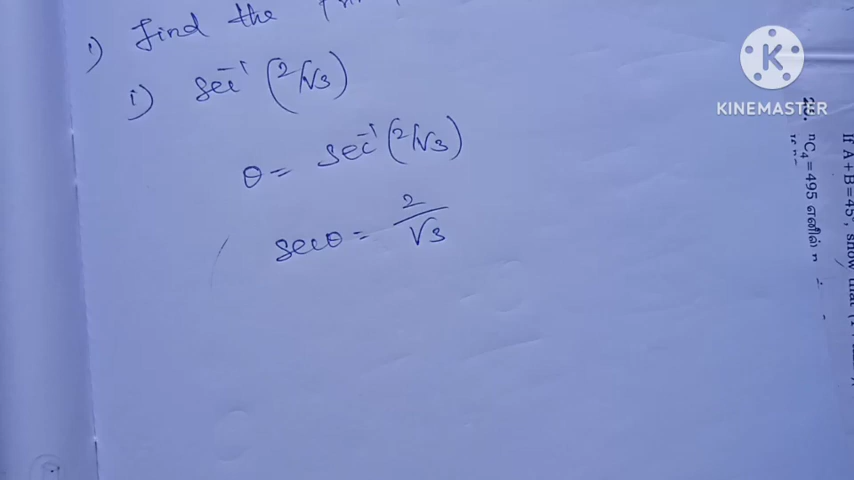 1) Find the
i) sec⁻¹ (2/√3)
θ = sec⁻¹ (2/√3)
secθ = 2/√3
KINEMASTER
ⁿC₄ = 495 எனில் n
If A + B = 45°, show that (1